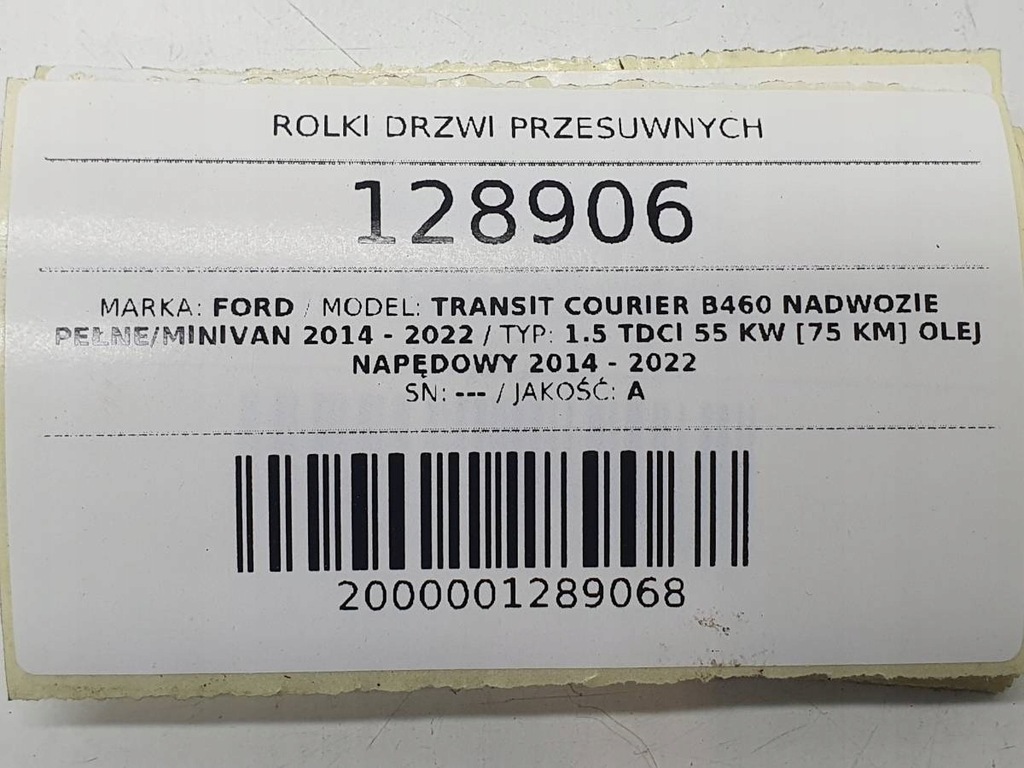 ROLKI DRZWI PRZESUWNYCH
128906
MARKA: FORD / MODEL: TRANSIT COURIER B460 NADWOZIE
PEŁNE/MINIVAN 2014 - 2022 / TYP: 1.5 TDCI 55 KW [75 KM] OLEJ
NAPĘDOWY 2014 - 2022
SN: --- / JAKOŚĆ: A
2000001289068